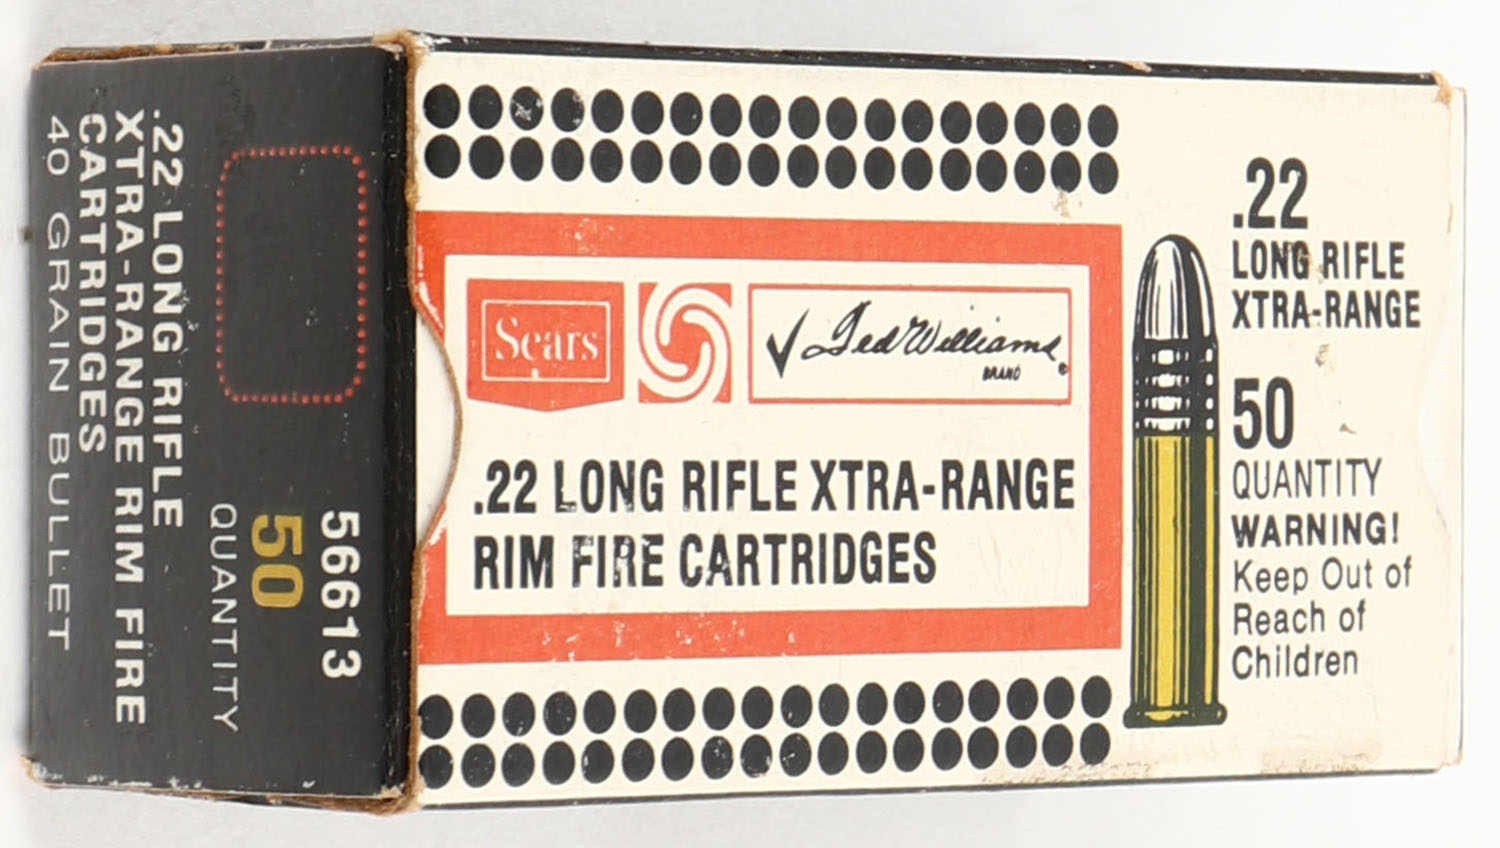 56613
50
QUANTITY
.22 LONG RIFLE
XTRA-RANGE RIM FIRE
CARTRIDGES
40 GRAIN BULLET
Sears
Ted Williams
BRAND
.22 LONG RIFLE XTRA-RANGE
RIM FIRE CARTRIDGES
.22
LONG RIFLE
XTRA-RANGE
50
QUANTITY
WARNING!
Keep Out of
Reach of
Children